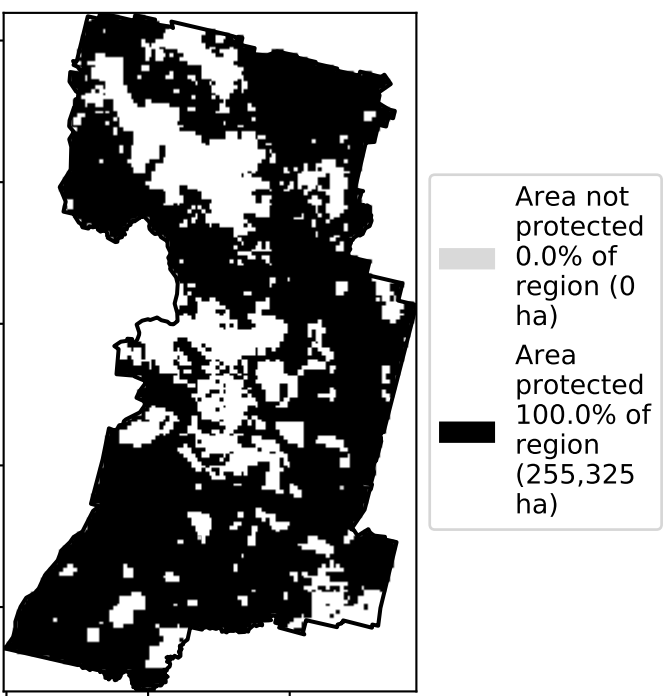 Area not
protected
0.0% of
region (0
ha)
Area
protected
100.0% of
region
(255,325
ha)